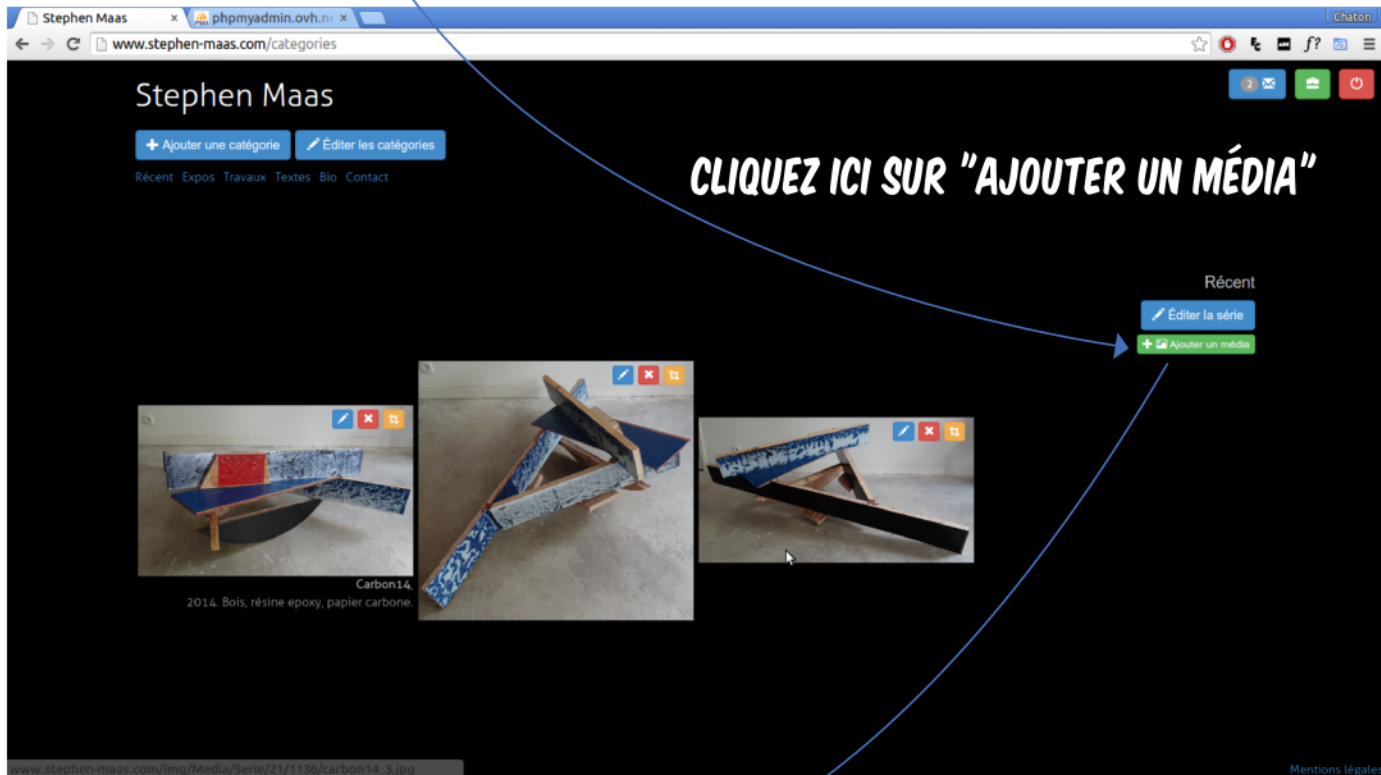 Stephen Maas
phpmyadmin.ovh.n
Chaton
www.stephen-maas.com/categories
f?
Stephen Maas
2
Ajouter une catégorie
Éditer les catégories
Récent Expos Travaux Textes Bio Contact
CLIQUEZ ICI SUR "AJOUTER UN MÉDIA"
Récent
Éditer la série
Ajouter un média
Carbon14,
2014. Bois, résine epoxy, papier carbone.
www.stephen-maas.com/img/Media/Serie/21/1136/carbon14_3.jpg
Mentions légales